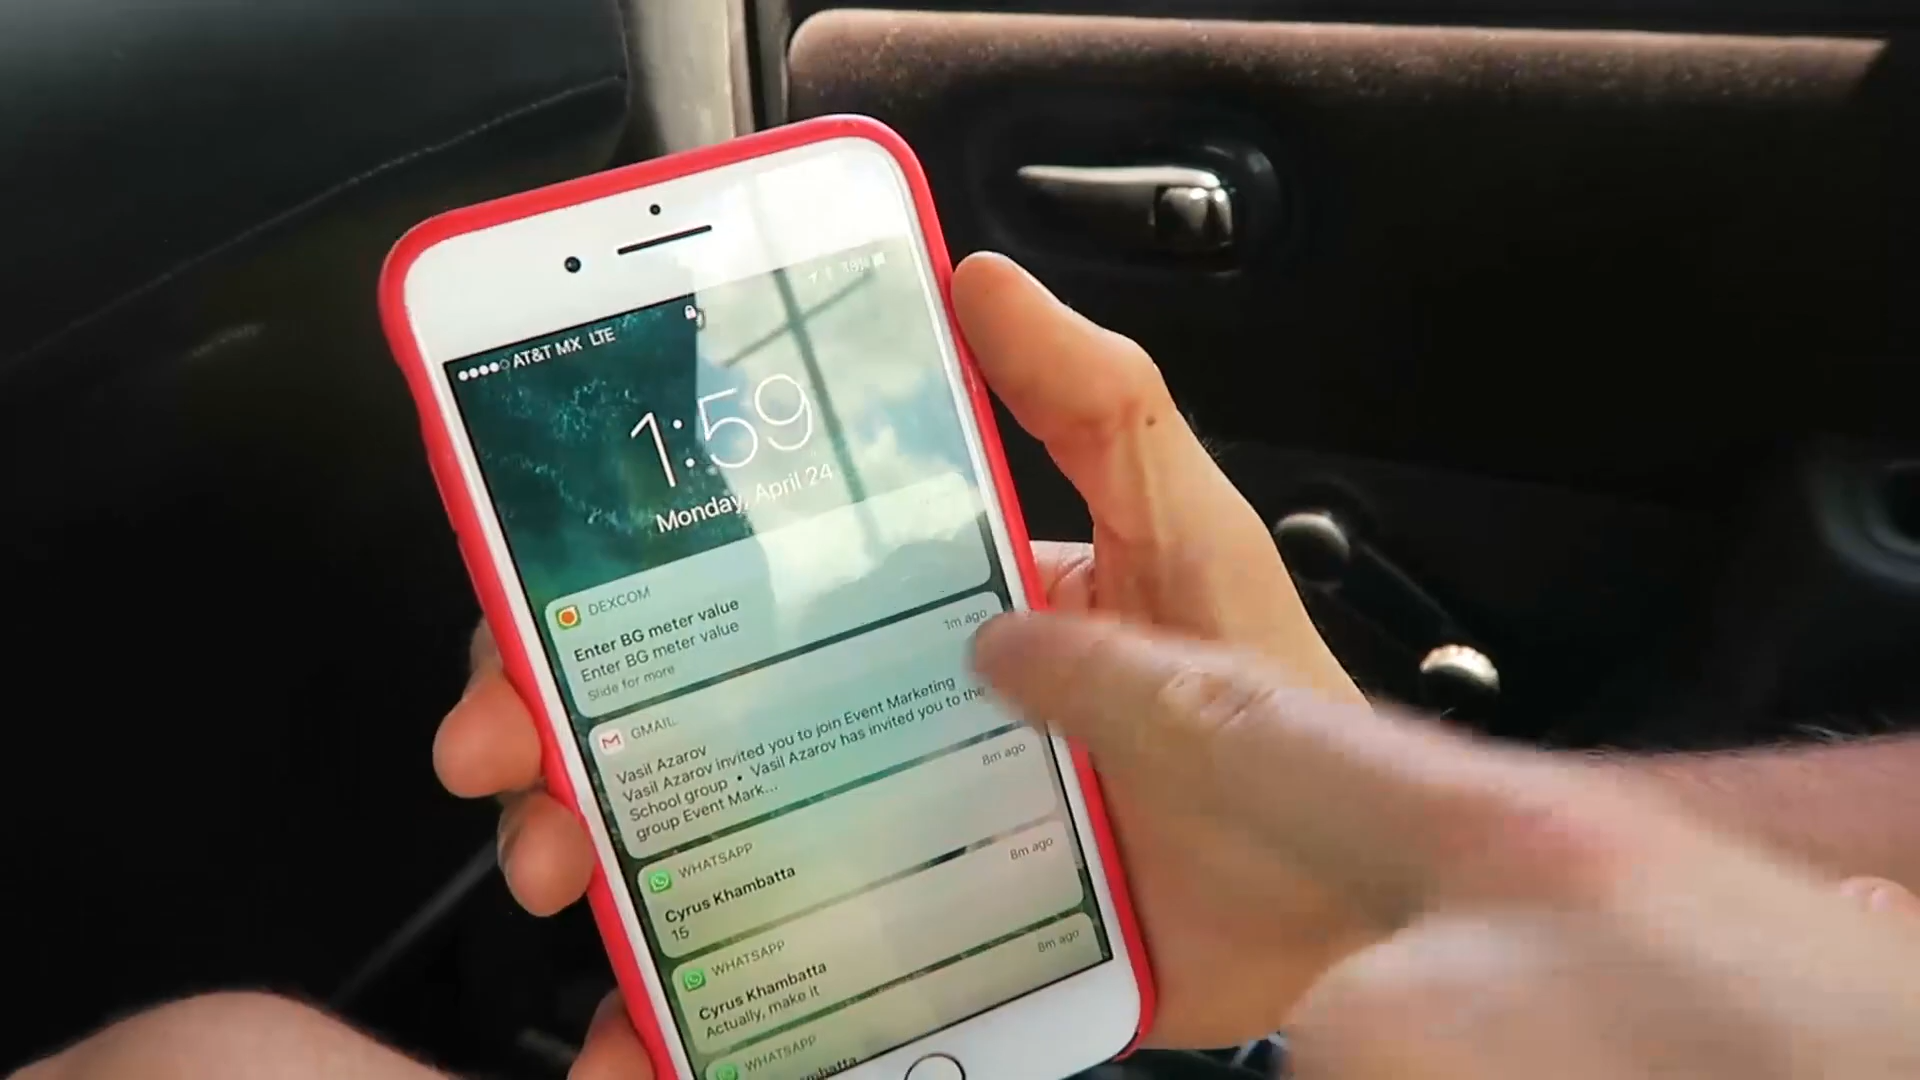 AT&T MX LTE
1:59
Monday, April 24
DEXCOM
Enter BG meter value
Enter BG meter value
Slide for more
GMAIL
1m ago
Vasil Azarov
Vasil Azarov invited you to join Event Marketing
School group • Vasil Azarov has invited you to the
group Event Mark...
WHATSAPP
8m ago
Cyrus Khambatta
15
WHATSAPP
8m ago
Cyrus Khambatta
Actually, make it
WHATSAPP
8m ago